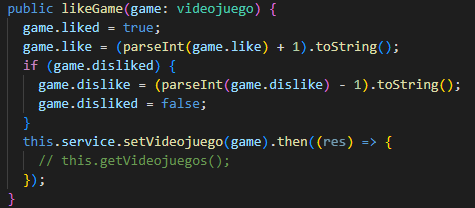 public likeGame(game: videojuego) {
  game.liked = true;
  game.like = (parseInt(game.like) + 1).toString();
  if (game.disliked) {
    game.dislike = (parseInt(game.dislike) - 1).toString();
    game.disliked = false;
  }
  this.service.setVideojuego(game).then((res) => {
    // this.getVideojuegos();
  });
}